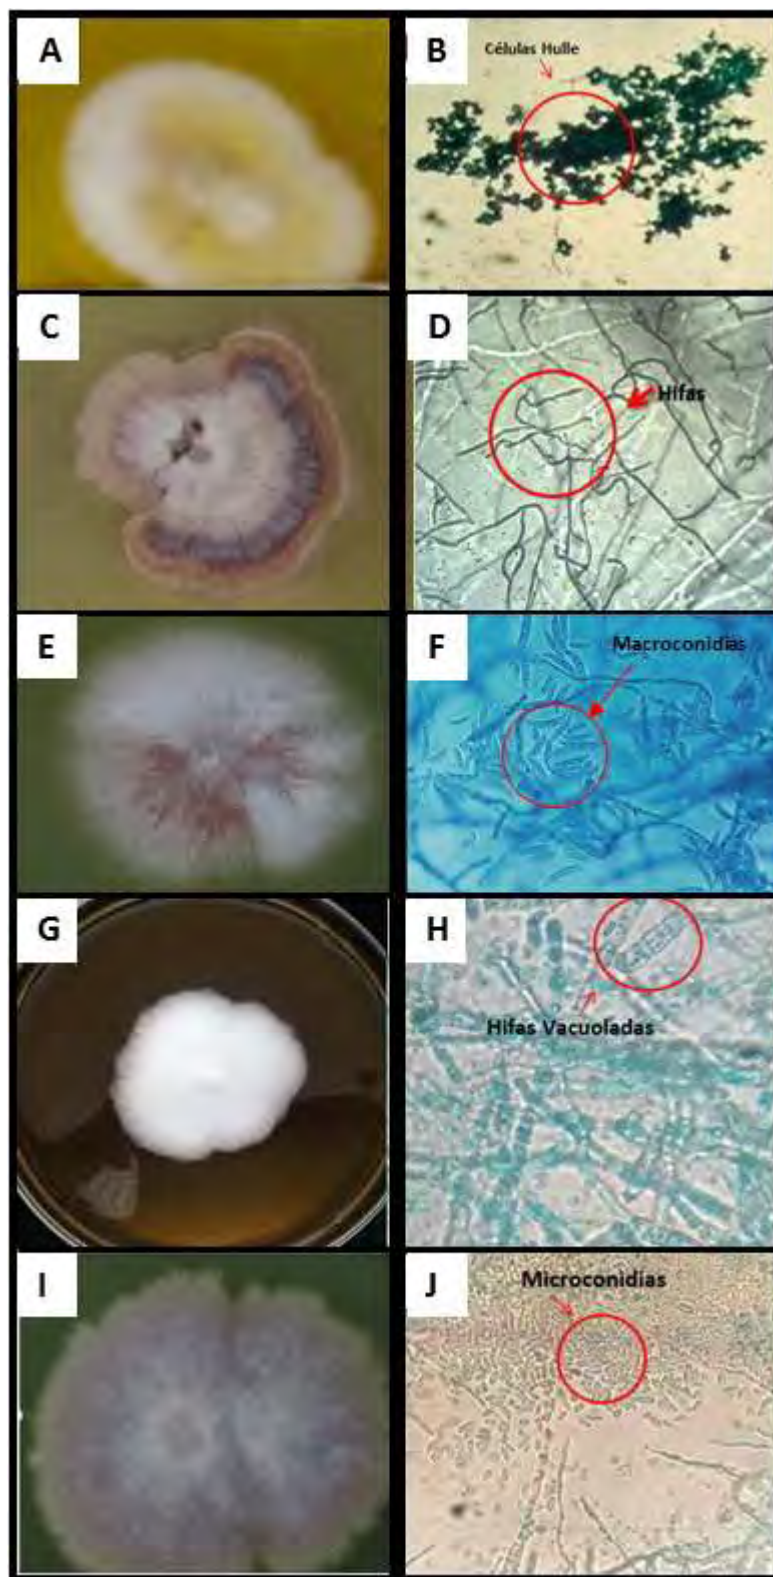 A
B
Células Hulle
C
D
Hifas
E
F
Macroconidias
G
H
Hifas Vacuoladas
I
J
Microconidias